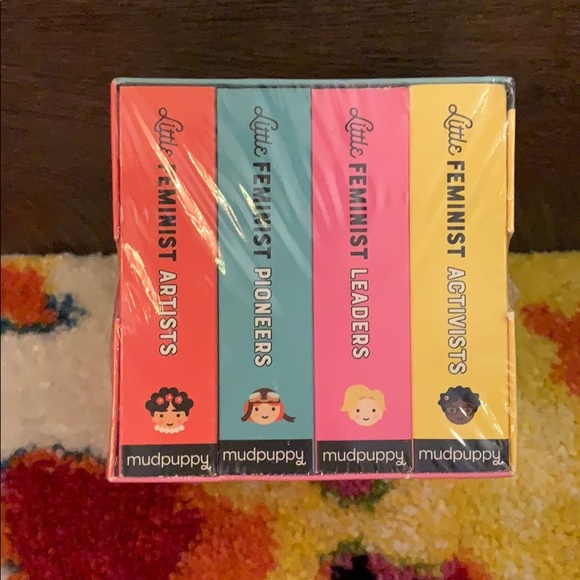 Little FEMINIST ARTISTS
mudpuppy
Little FEMINIST PIONEERS
mudpuppy
Little FEMINIST LEADERS
mudpuppy
Little FEMINIST ACTIVISTS
mudpuppy